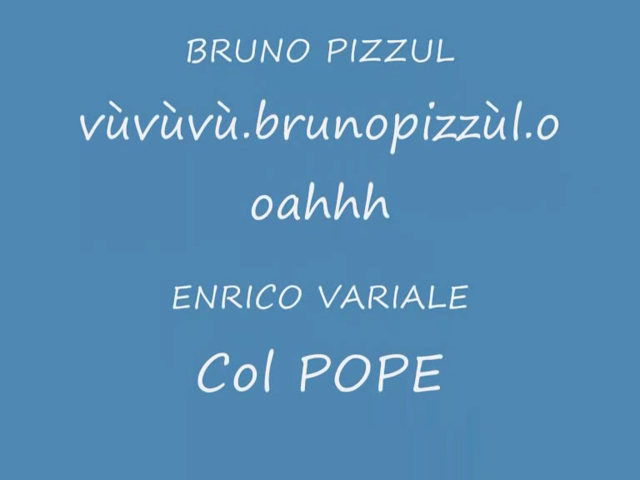 BRUNO PIZZUL
vùvùvù.brunopizzùl.o
oahhh
ENRICO VARIALE
Col POPE